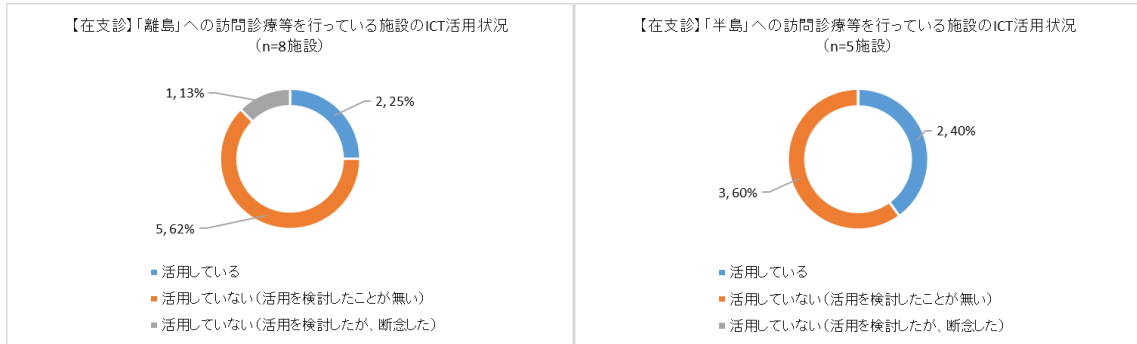 【在支診】「離島」への訪問診療等を行っている施設のICT活用状況
(n=8施設)
1, 13%
2, 25%
5, 62%
■ 活用している
■ 活用していない(活用を検討したことが無い)
■ 活用していない(活用を検討したが、断念した)
【在支診】「半島」への訪問診療等を行っている施設のICT活用状況
(n=5施設)
2, 40%
3, 60%
■ 活用している
■ 活用していない(活用を検討したことが無い)
■ 活用していない(活用を検討したが、断念した)